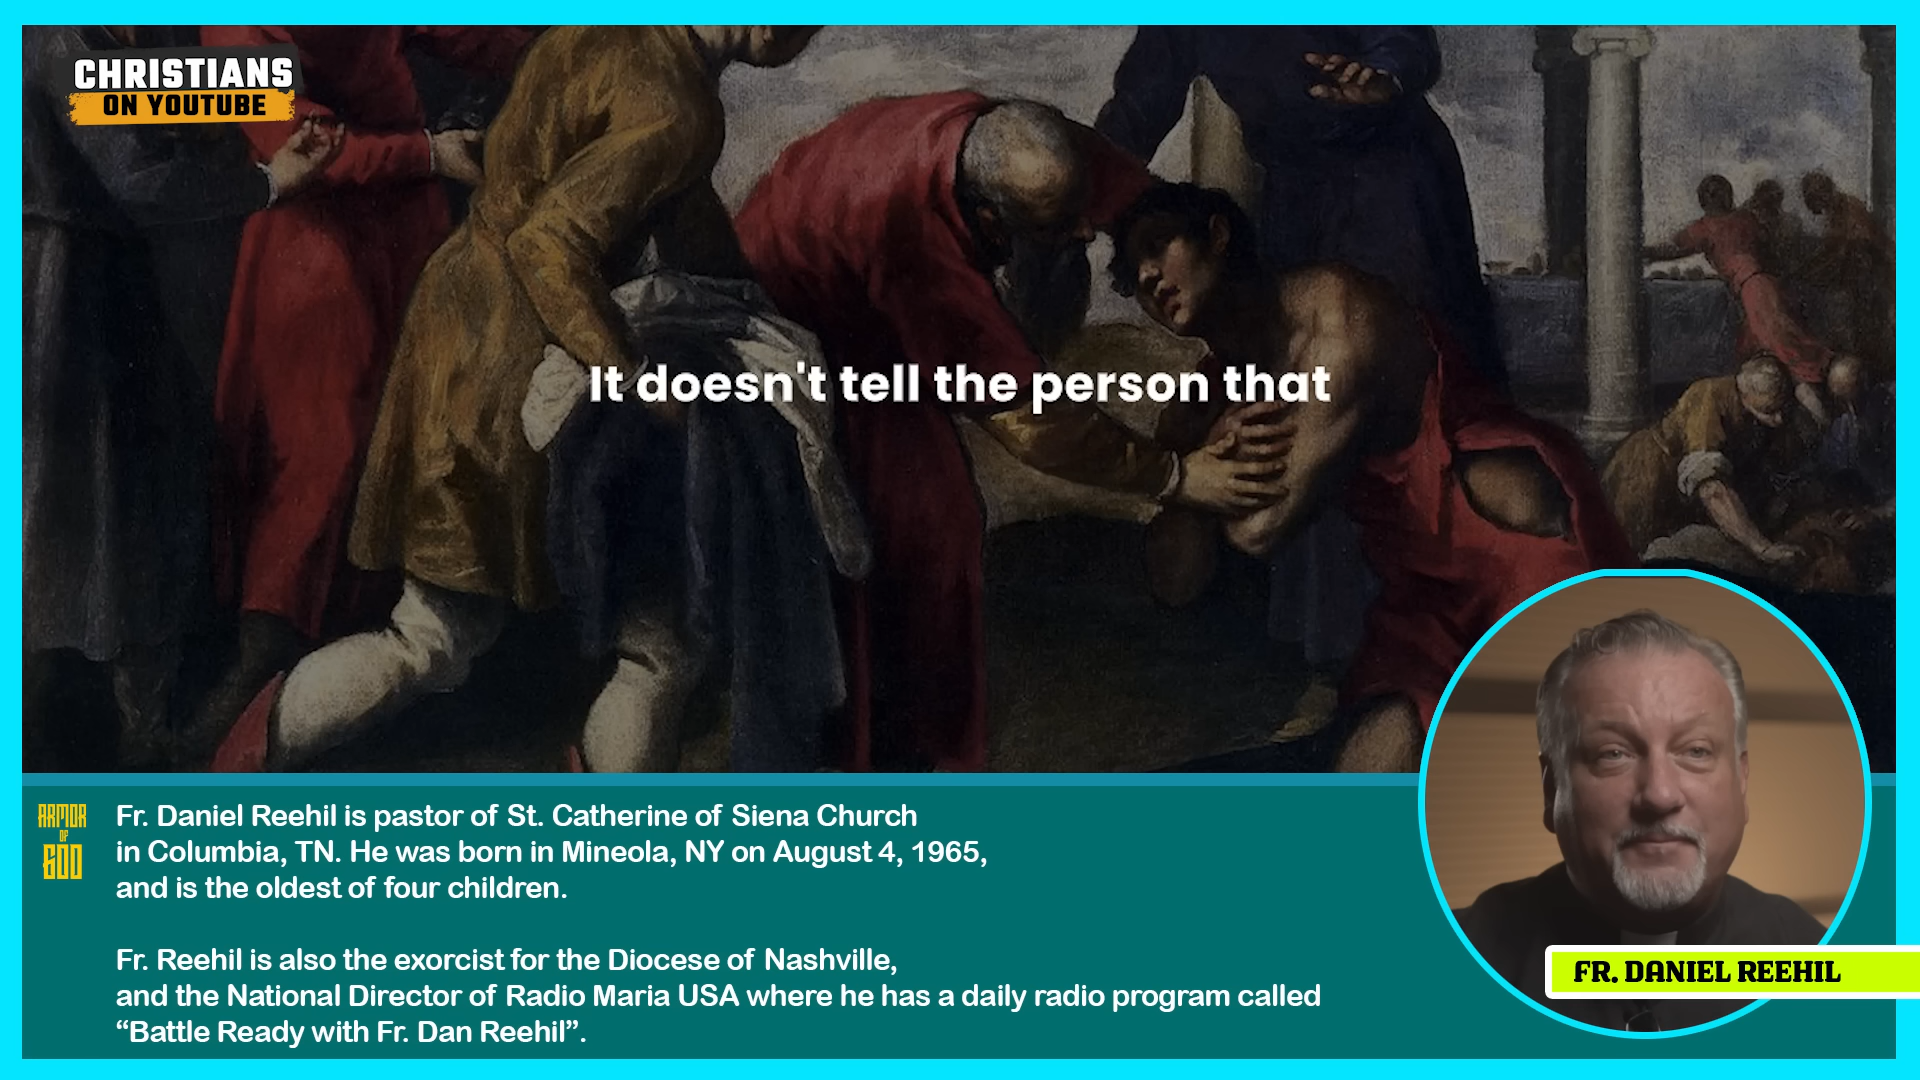 CHRISTIANS
ON YOUTUBE
It doesn't tell the person that
ARMOR
OF
GOD
Fr. Daniel Reehil is pastor of St. Catherine of Siena Church
in Columbia, TN. He was born in Mineola, NY on August 4, 1965,
and is the oldest of four children.
Fr. Reehil is also the exorcist for the Diocese of Nashville,
and the National Director of Radio Maria USA where he has a daily radio program called
“Battle Ready with Fr. Dan Reehil”.
FR. DANIEL REEHIL